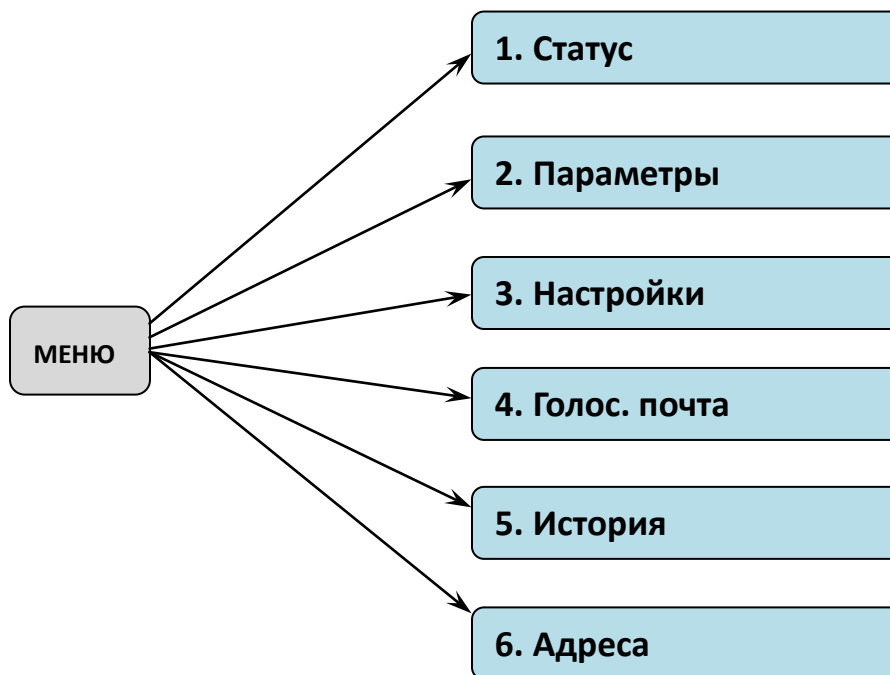 1. Статус
2. Параметры
3. Настройки
МЕНЮ
4. Голос. почта
5. История
6. Адреса